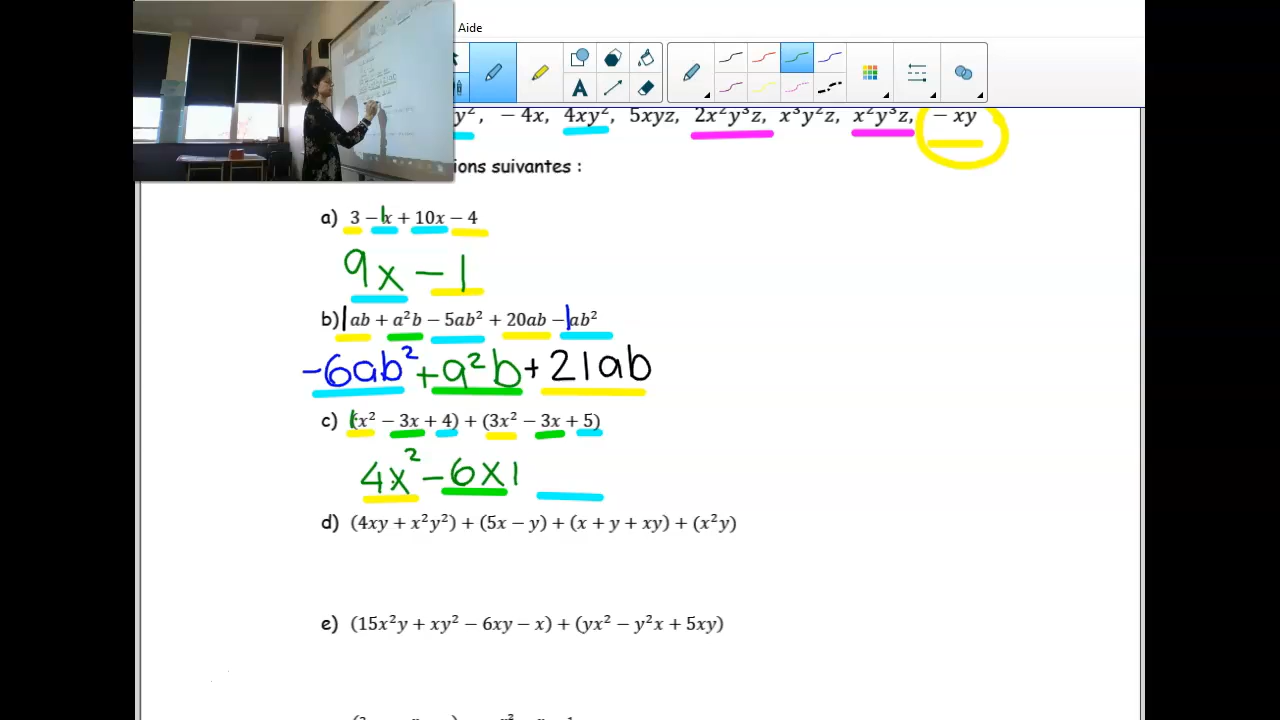 Aide
y², − 4x, 4xy², 5xyz, 2x²y³z, x³y²z, x²y³z, − xy
ions suivantes :
a) 3 − 1x + 10x − 4
9x − 1
b) 1ab + a²b − 5ab² + 20ab − 1ab²
-6ab² + a²b + 21ab
c) (1x² − 3x + 4) + (3x² − 3x + 5)
4x² − 6x
d) (4xy + x²y²) + (5x − y) + (x + y + xy) + (x²y)
e) (15x²y + xy² − 6xy − x) + (yx² − y²x + 5xy)